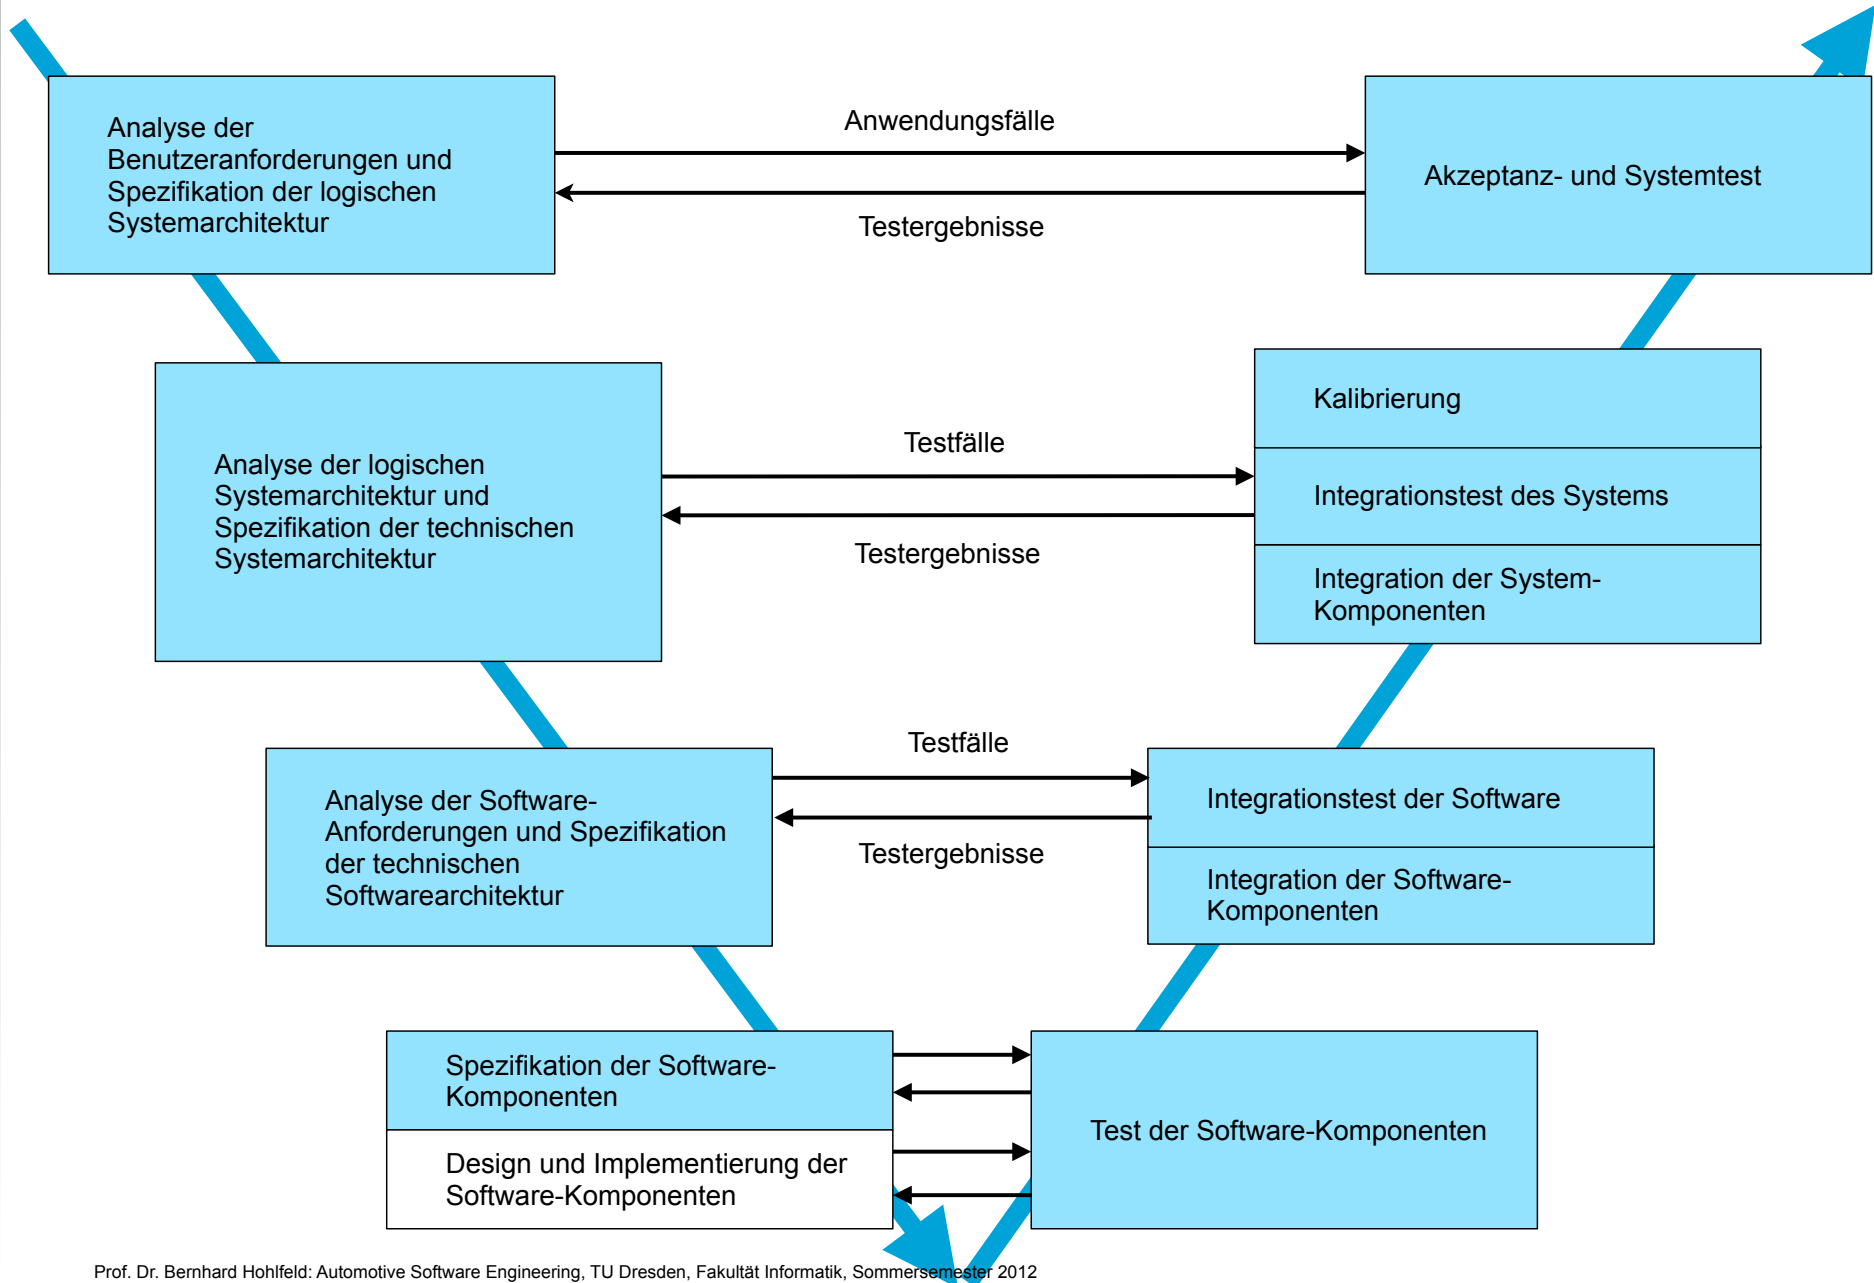 Analyse der
Benutzeranforderungen und
Spezifikation der logischen
Systemarchitektur
Anwendungsfälle
Testergebnisse
Akzeptanz- und Systemtest
Analyse der logischen
Systemarchitektur und
Spezifikation der technischen
Systemarchitektur
Testfälle
Testergebnisse
Kalibrierung
Integrationstest des Systems
Integration der System-
Komponenten
Analyse der Software-
Anforderungen und Spezifikation
der technischen
Softwarearchitektur
Testfälle
Testergebnisse
Integrationstest der Software
Integration der Software-
Komponenten
Spezifikation der Software-
Komponenten
Design und Implementierung der
Software-Komponenten
Test der Software-Komponenten
Prof. Dr. Bernhard Hohlfeld: Automotive Software Engineering, TU Dresden, Fakultät Informatik, Sommersemester 2012